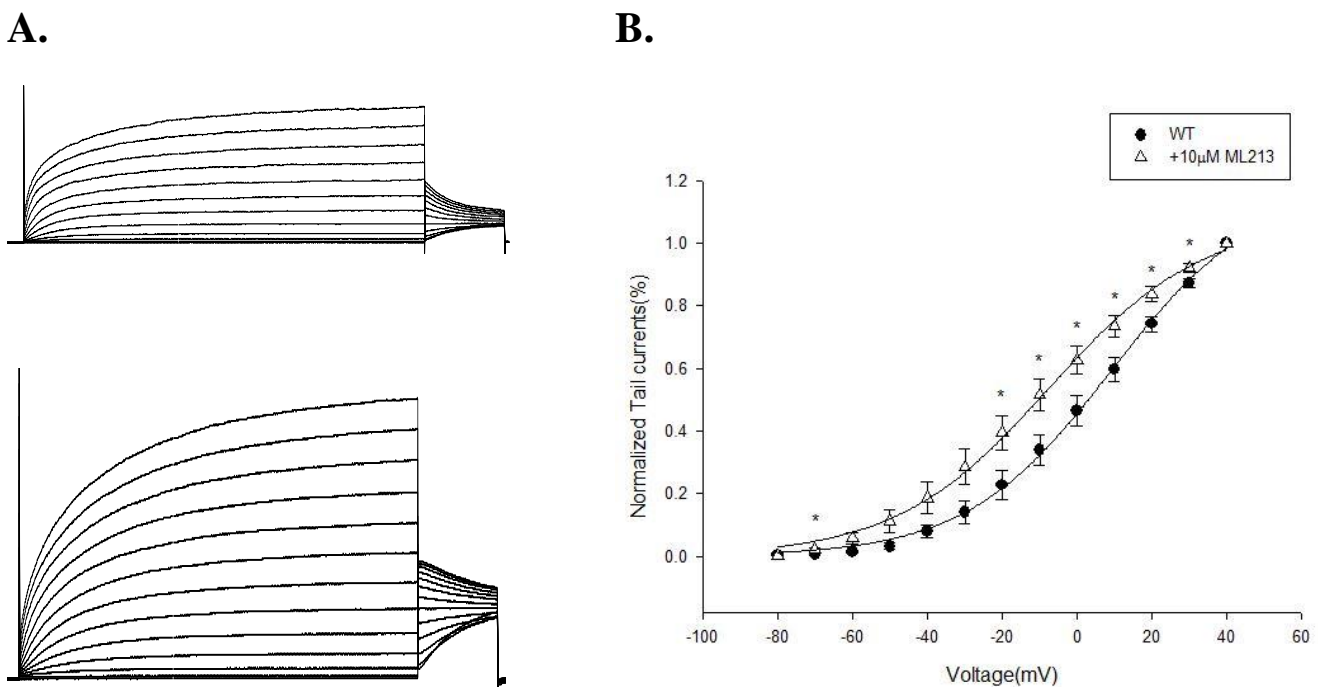 A.
B.
WT
+10μM ML213
1.2
1.0
0.8
0.6
0.4
0.2
0.0
Normalized Tail currents(%)
* * * * * * *
-100 -80 -60 -40 -20 0 20 40 60
Voltage(mV)